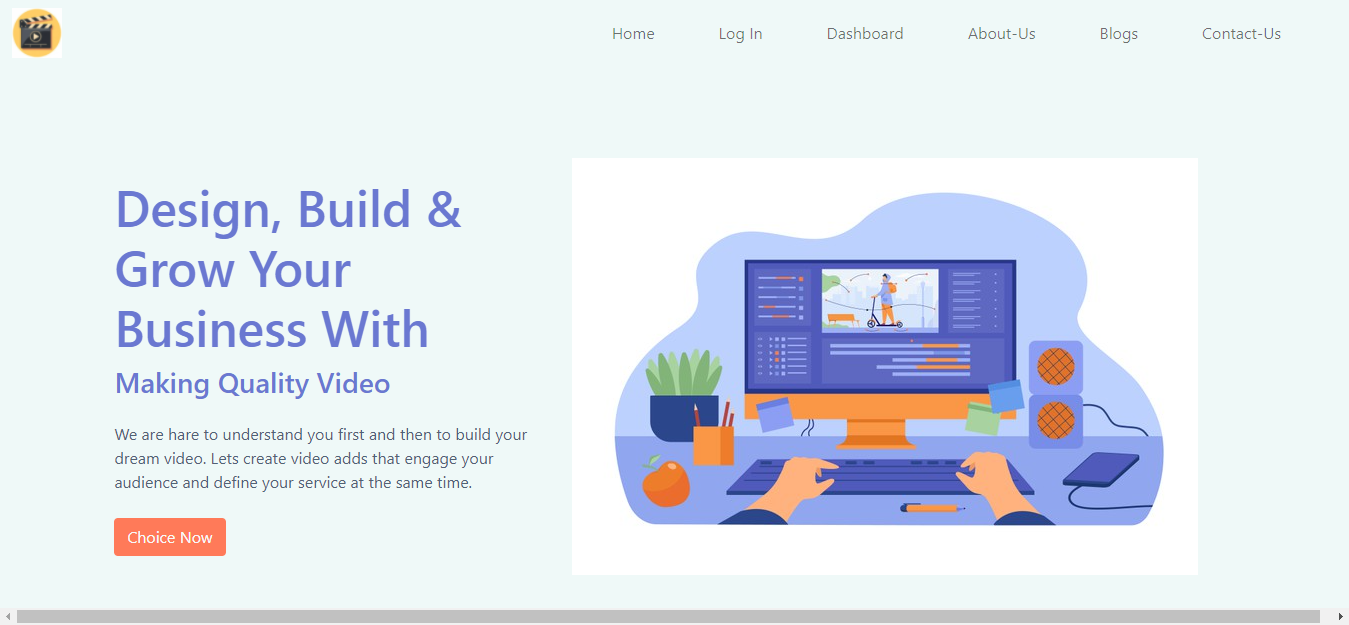 Home Log In Dashboard About-Us Blogs Contact-Us
Design, Build &
Grow Your
Business With
Making Quality Video
We are hare to understand you first and then to build your
dream video. Lets create video adds that engage your
audience and define your service at the same time.
Choice Now